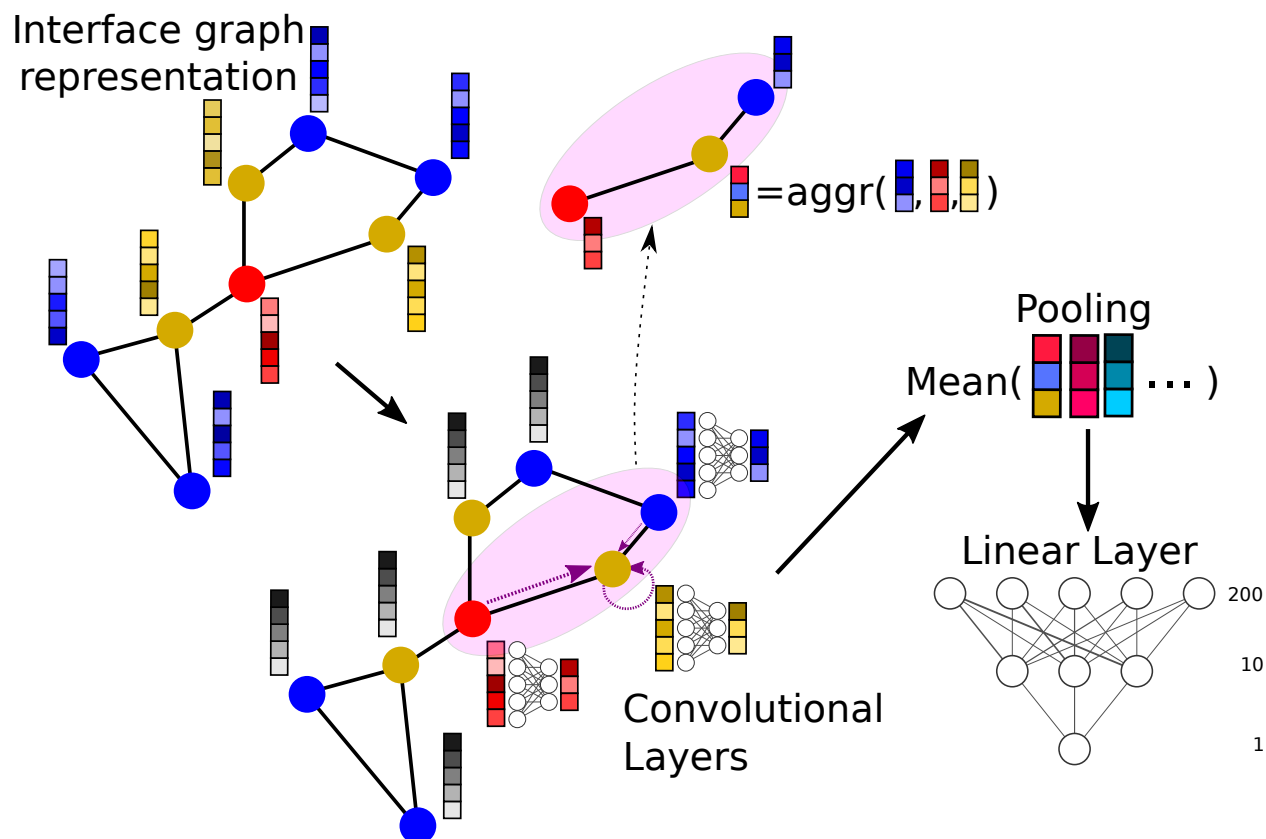 Interface graph
representation
=aggr( , , )
Pooling
Mean( ... )
Convolutional
Layers
Linear Layer
200
10
1